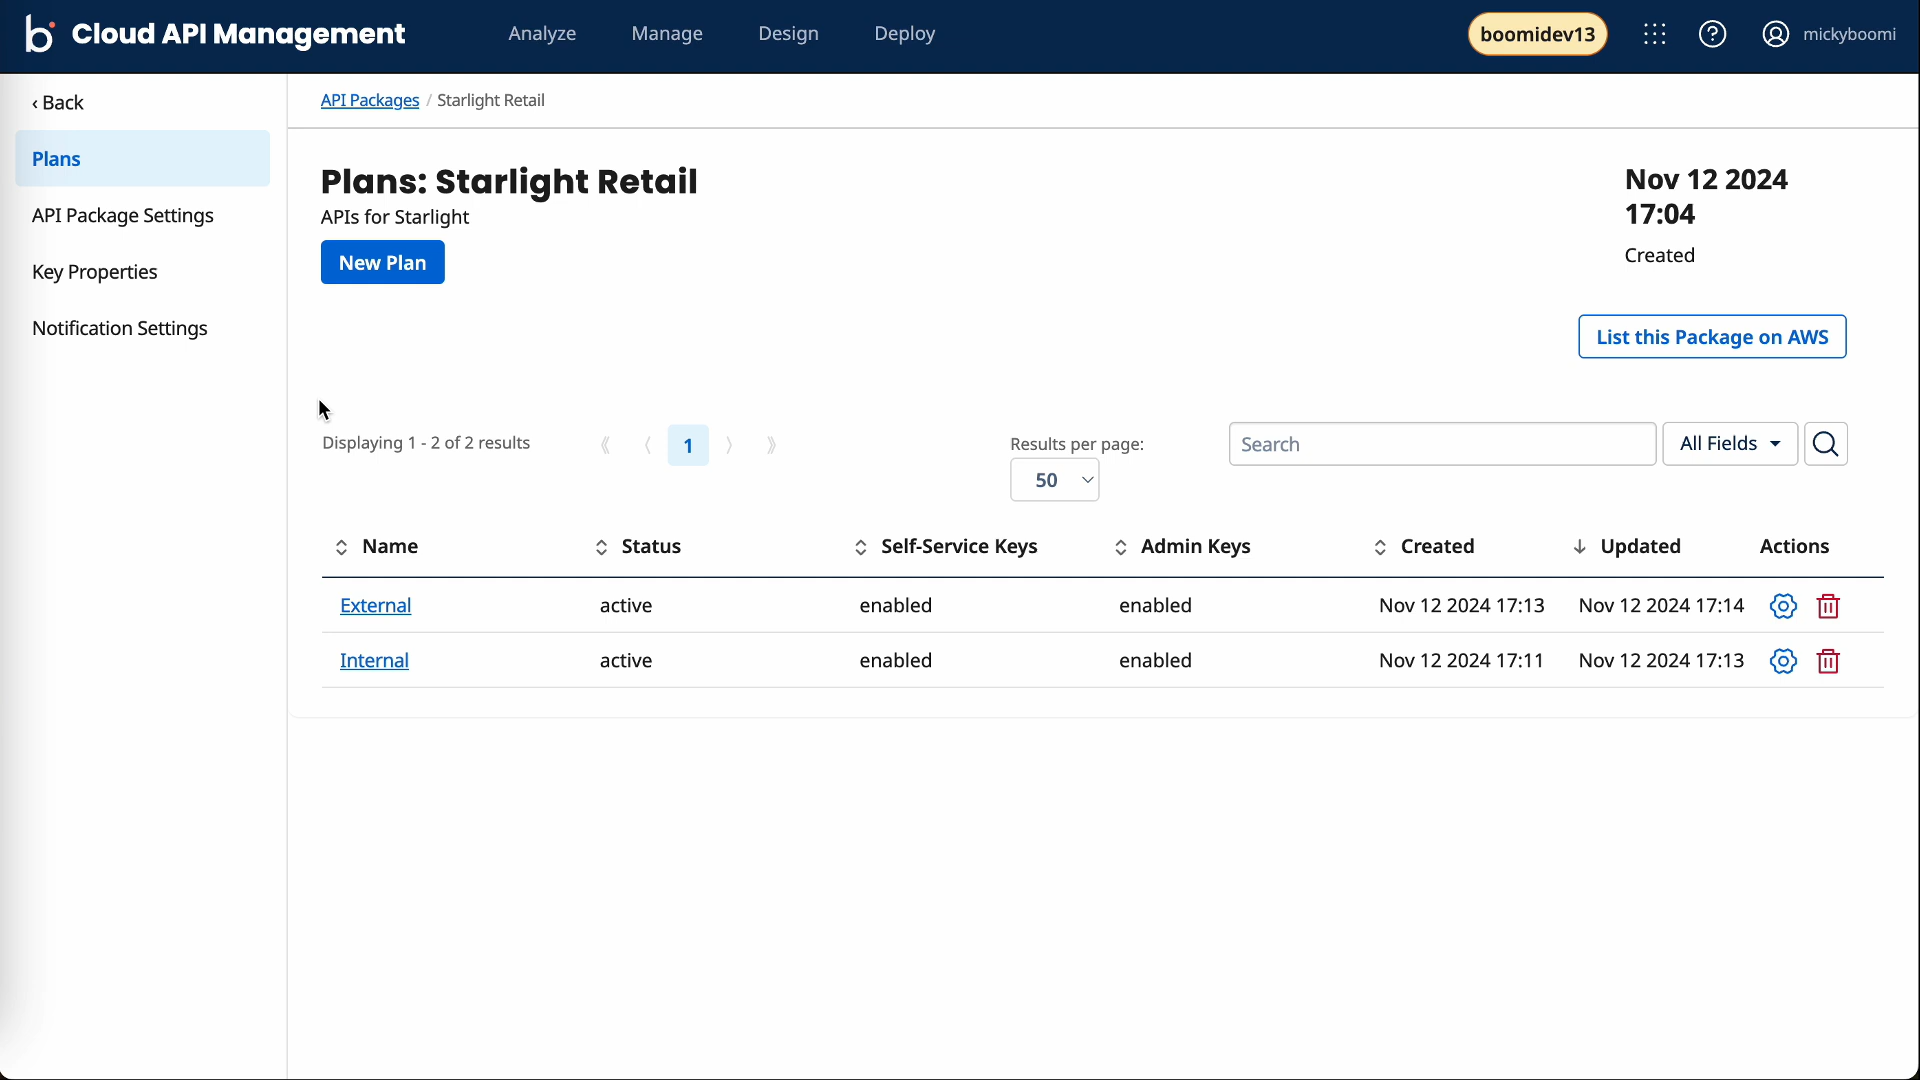 b Cloud API Management Analyze Manage Design Deploy boomidev13 mickyboomi
‹ Back
Plans
API Package Settings
Key Properties
Notification Settings
API Packages / Starlight Retail
Plans: Starlight Retail
APIs for Starlight
New Plan
Nov 12 2024
17:04
Created
List this Package on AWS
Displaying 1 - 2 of 2 results
1
Results per page:
50
Search
All Fields
Name Status Self-Service Keys Admin Keys Created Updated Actions
External active enabled enabled Nov 12 2024 17:13 Nov 12 2024 17:14
Internal active enabled enabled Nov 12 2024 17:11 Nov 12 2024 17:13